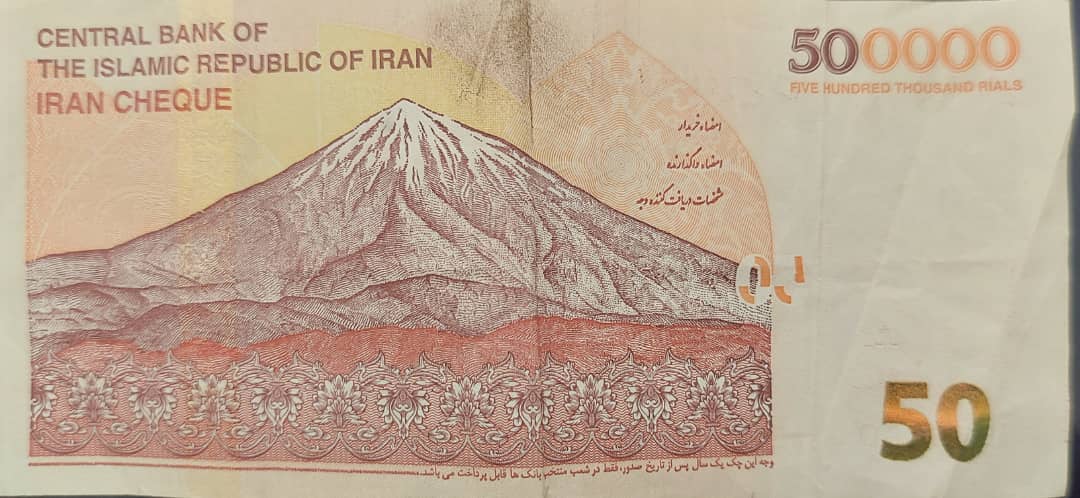 CENTRAL BANK OF
THE ISLAMIC REPUBLIC OF IRAN
IRAN CHEQUE
500000
FIVE HUNDRED THOUSAND RIALS
امضاء خریدار
امضاء واگذارنده
مشخصات دریافت کننده وجه
50
وجه این چک یک سال پس از تاریخ صدور، فقط در شعب منتخب بانک ها قابل پرداخت می باشد.